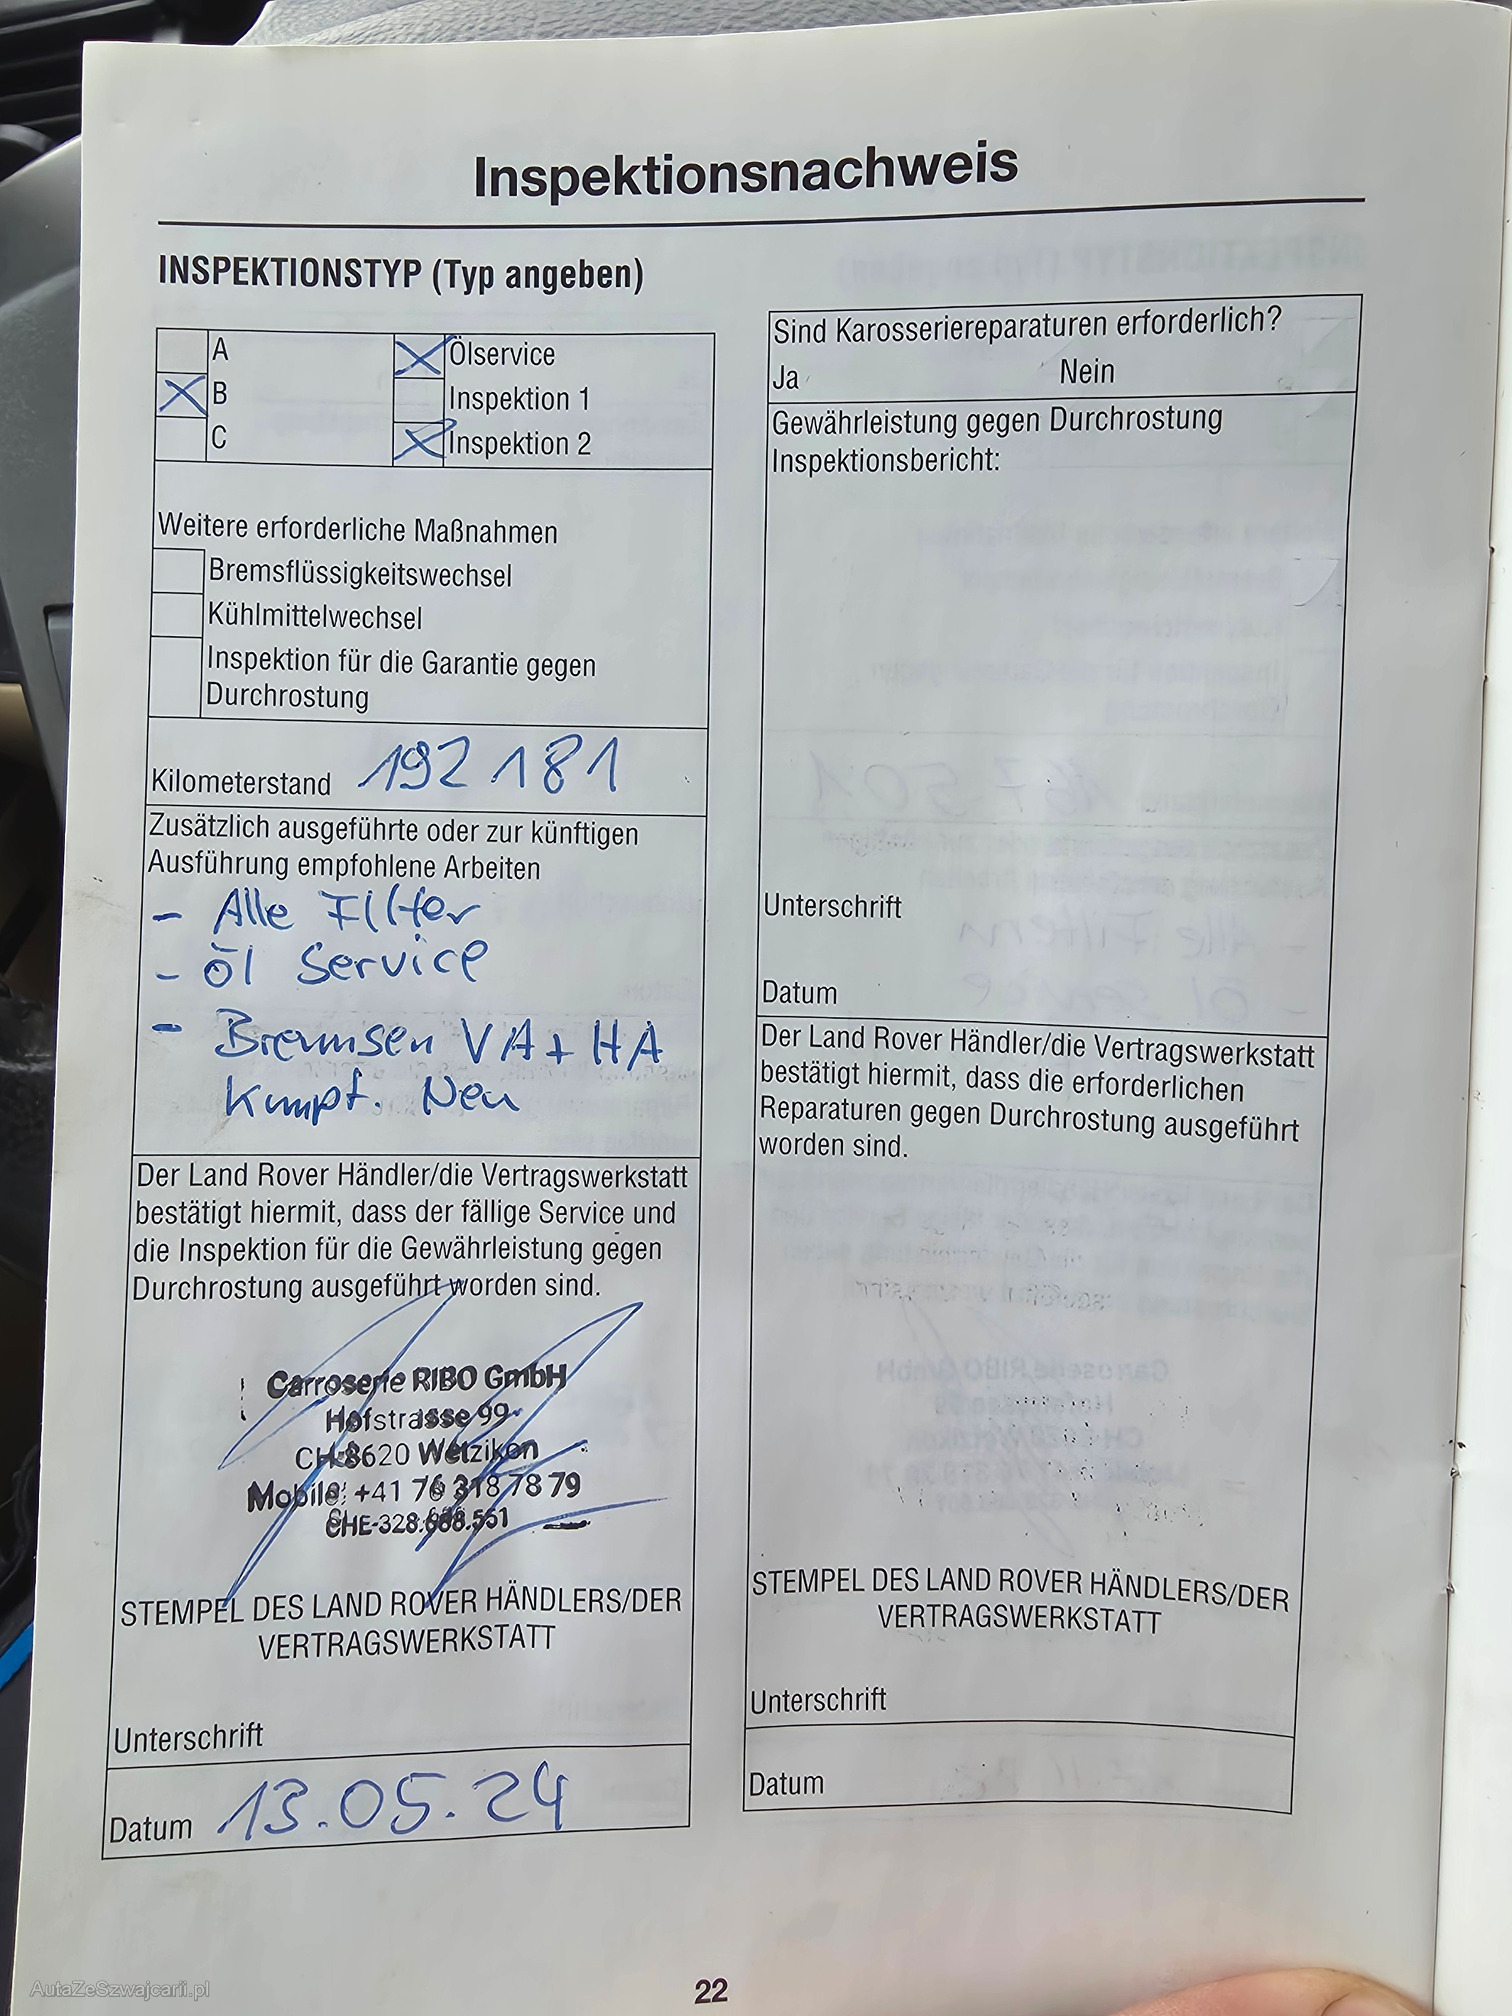 Inspektionsnachweis
INSPEKTIONSTYP (Typ angeben)
A
Ölservice
B
Inspektion 1
C
Inspektion 2
Weitere erforderliche Maßnahmen
Bremsflüssigkeitswechsel
Kühlmittelwechsel
Inspektion für die Garantie gegen
Durchrostung
Kilometerstand 192 181
Zusätzlich ausgeführte oder zur künftigen
Ausführung empfohlene Arbeiten
- Alle Filter
- Öl Service
- Bremsen VA + HA
Kmpt. Neu
Der Land Rover Händler/die Vertragswerkstatt
bestätigt hiermit, dass der fällige Service und
die Inspektion für die Gewährleistung gegen
Durchrostung ausgeführt worden sind.
Carroserie RIBO GmbH
Hofstrasse 99
CH-8620 Wetzikon
Mobile: +41 76 318 78 79
CHE-328.688.551
STEMPEL DES LAND ROVER HÄNDLERS/DER
VERTRAGSWERKSTATT
Unterschrift
Datum 13.05.24
Sind Karosseriereparaturen erforderlich?
Ja Nein
Gewährleistung gegen Durchrostung
Inspektionsbericht:
Unterschrift
Datum
Der Land Rover Händler/die Vertragswerkstatt
bestätigt hiermit, dass die erforderlichen
Reparaturen gegen Durchrostung ausgeführt
worden sind.
STEMPEL DES LAND ROVER HÄNDLERS/DER
VERTRAGSWERKSTATT
Unterschrift
Datum
22
AutaZeSzwajcarii.pl